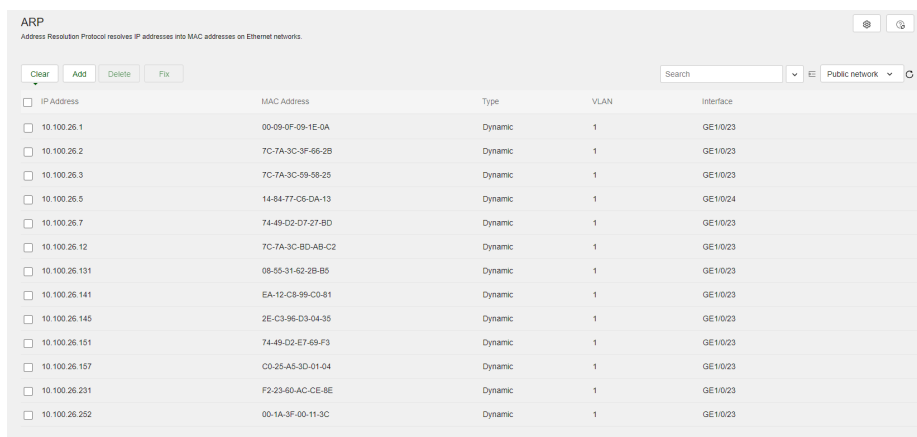 ARP
Address Resolution Protocol resolves IP addresses into MAC addresses on Ethernet networks.
Clear Add Delete Fix Search Public network
IP Address MAC Address Type VLAN Interface
10.100.26.1 00-09-0F-09-1E-0A Dynamic 1 GE1/0/23
10.100.26.2 7C-7A-3C-3F-66-2B Dynamic 1 GE1/0/23
10.100.26.3 7C-7A-3C-59-58-25 Dynamic 1 GE1/0/23
10.100.26.5 14-84-77-C6-DA-13 Dynamic 1 GE1/0/24
10.100.26.7 74-49-D2-D7-27-BD Dynamic 1 GE1/0/23
10.100.26.12 7C-7A-3C-BD-AB-C2 Dynamic 1 GE1/0/23
10.100.26.131 08-55-31-62-2B-B5 Dynamic 1 GE1/0/23
10.100.26.141 EA-12-C8-99-C0-81 Dynamic 1 GE1/0/23
10.100.26.145 2E-C3-96-D3-04-35 Dynamic 1 GE1/0/23
10.100.26.151 74-49-D2-E7-69-F3 Dynamic 1 GE1/0/23
10.100.26.157 C0-25-A5-3D-01-04 Dynamic 1 GE1/0/23
10.100.26.231 F2-23-60-AC-CE-8E Dynamic 1 GE1/0/23
10.100.26.252 00-1A-3F-00-11-3C Dynamic 1 GE1/0/23